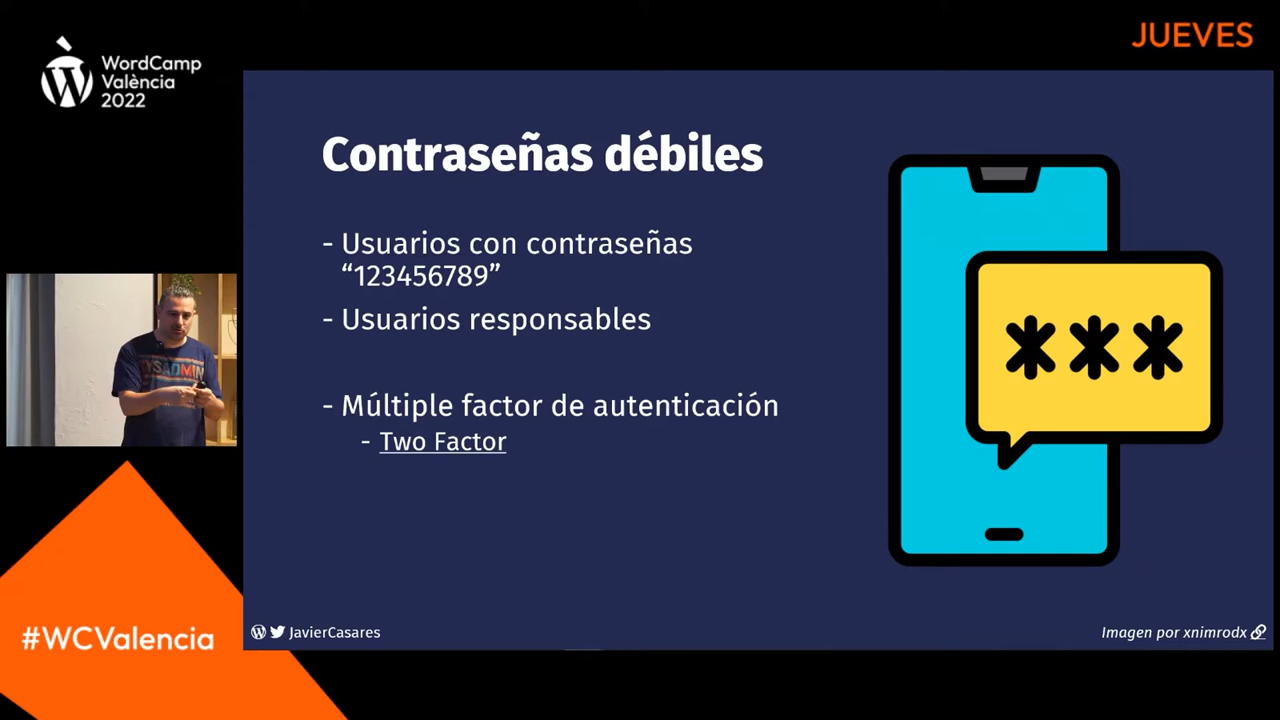 JUEVES
WordCamp
València
2022
Contraseñas débiles
- Usuarios con contraseñas
“123456789”
- Usuarios responsables
- Múltiple factor de autenticación
- Two Factor
***
SYSADMIN
#WCValencia
JavierCasares
Imagen por xnimrodx